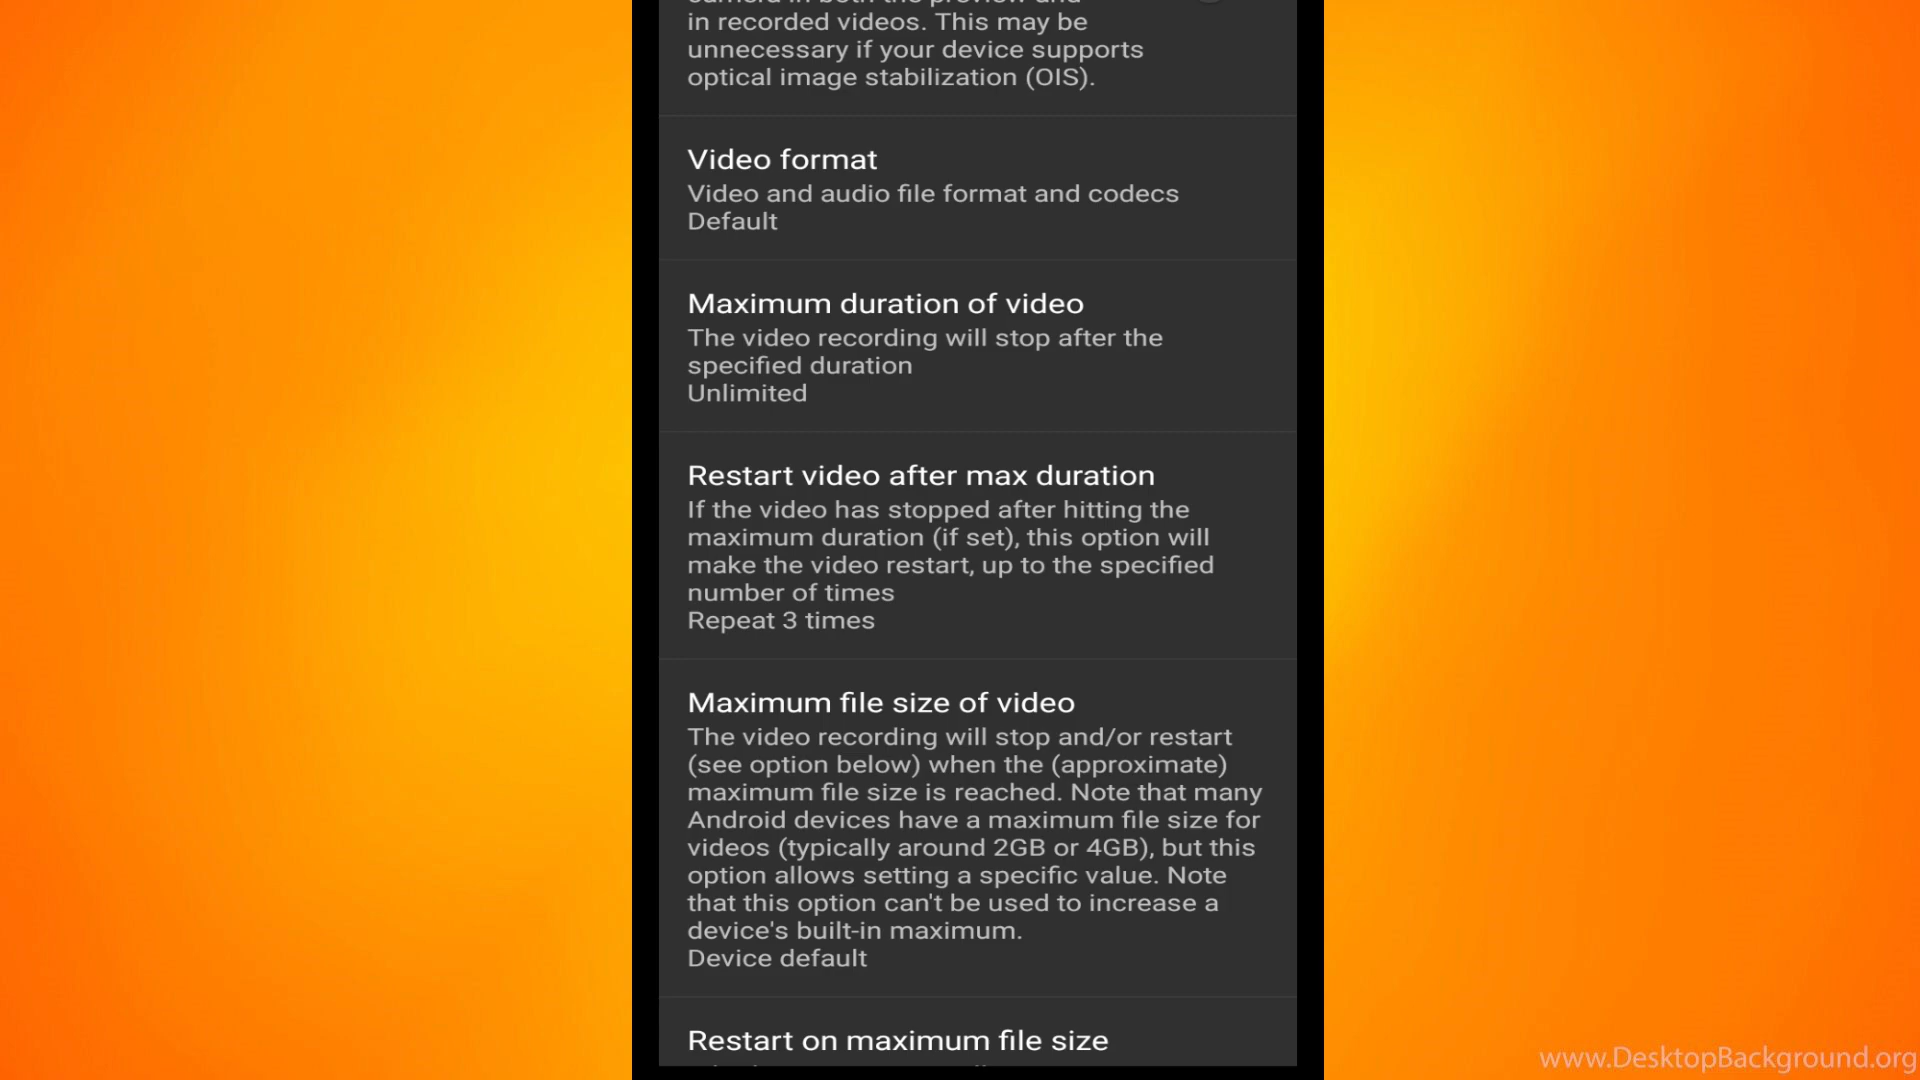 in recorded videos. This may be
unnecessary if your device supports
optical image stabilization (OIS).
Video format
Video and audio file format and codecs
Default
Maximum duration of video
The video recording will stop after the
specified duration
Unlimited
Restart video after max duration
If the video has stopped after hitting the
maximum duration (if set), this option will
make the video restart, up to the specified
number of times
Repeat 3 times
Maximum file size of video
The video recording will stop and/or restart
(see option below) when the (approximate)
maximum file size is reached. Note that many
Android devices have a maximum file size for
videos (typically around 2GB or 4GB), but this
option allows setting a specific value. Note
that this option can't be used to increase a
device's built-in maximum.
Device default
Restart on maximum file size
www.DesktopBackground.org